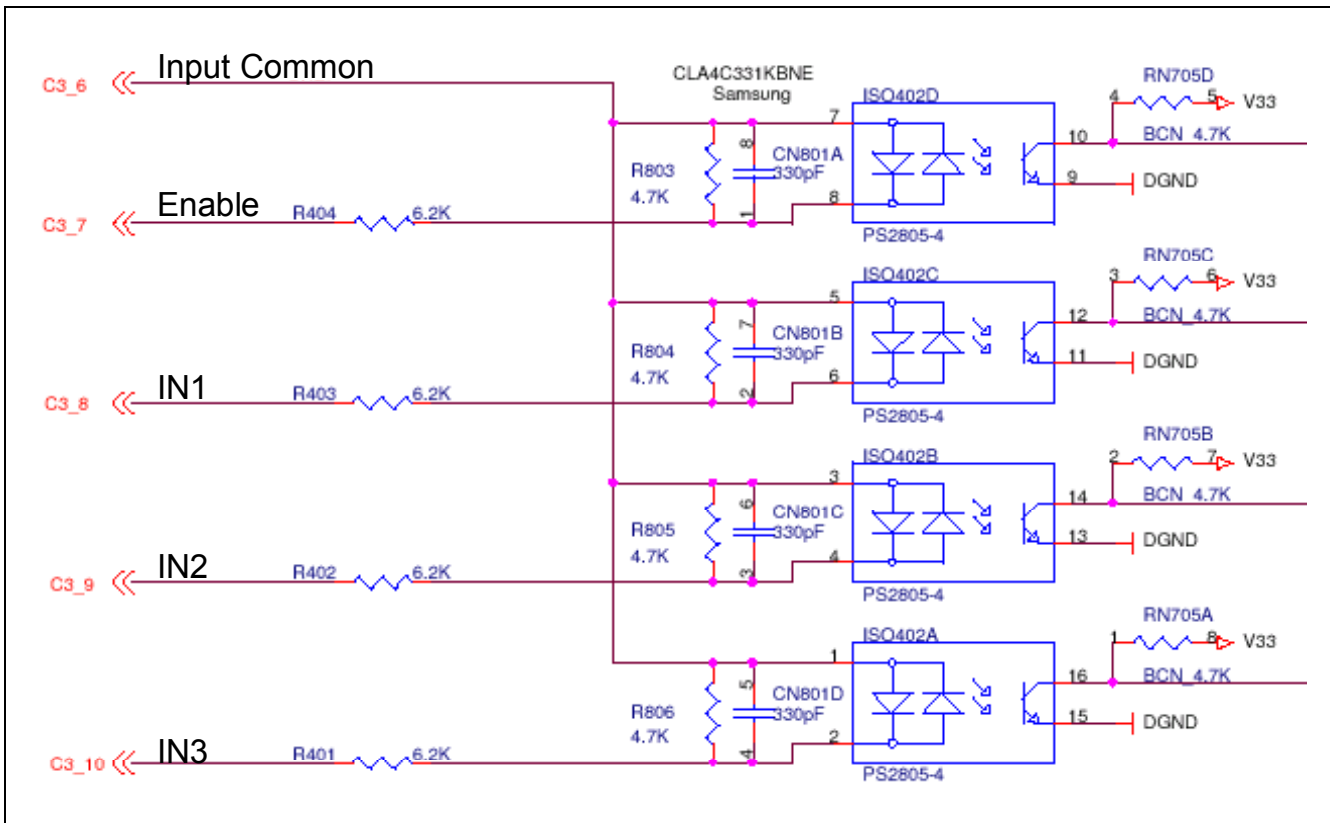 Input Common
C3_6
CLA4C331KBNE
Samsung
ISO402D
RN705D
4 5 V33
7
8
10
BCN_4.7K
R803
4.7K
CN801A
330pF
9 DGND
Enable
C3_7
R404 6.2K
1
8
PS2805-4
ISO402C
RN705C
3 6 V33
5
7
12
BCN_4.7K
R804
4.7K
CN801B
330pF
11 DGND
IN1
C3_8
R403 6.2K
2
6
PS2805-4
ISO402B
RN705B
2 7 V33
3
6
14
BCN_4.7K
R805
4.7K
CN801C
330pF
13 DGND
IN2
C3_9
R402 6.2K
3
4
PS2805-4
ISO402A
RN705A
1 8 V33
1
5
16
BCN_4.7K
R806
4.7K
CN801D
330pF
15 DGND
IN3
C3_10
R401 6.2K
4
2
PS2805-4